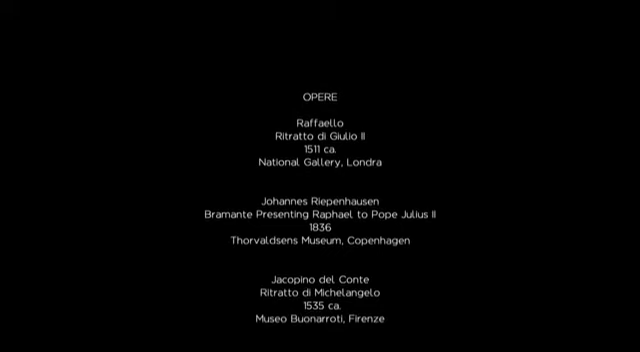 OPERE
Raffaello
Ritratto di Giulio II
1511 ca.
National Gallery, Londra
Johannes Riepenhausen
Bramante Presenting Raphael to Pope Julius II
1836
Thorvaldsens Museum, Copenhagen
Jacopino del Conte
Ritratto di Michelangelo
1535 ca.
Museo Buonarroti, Firenze